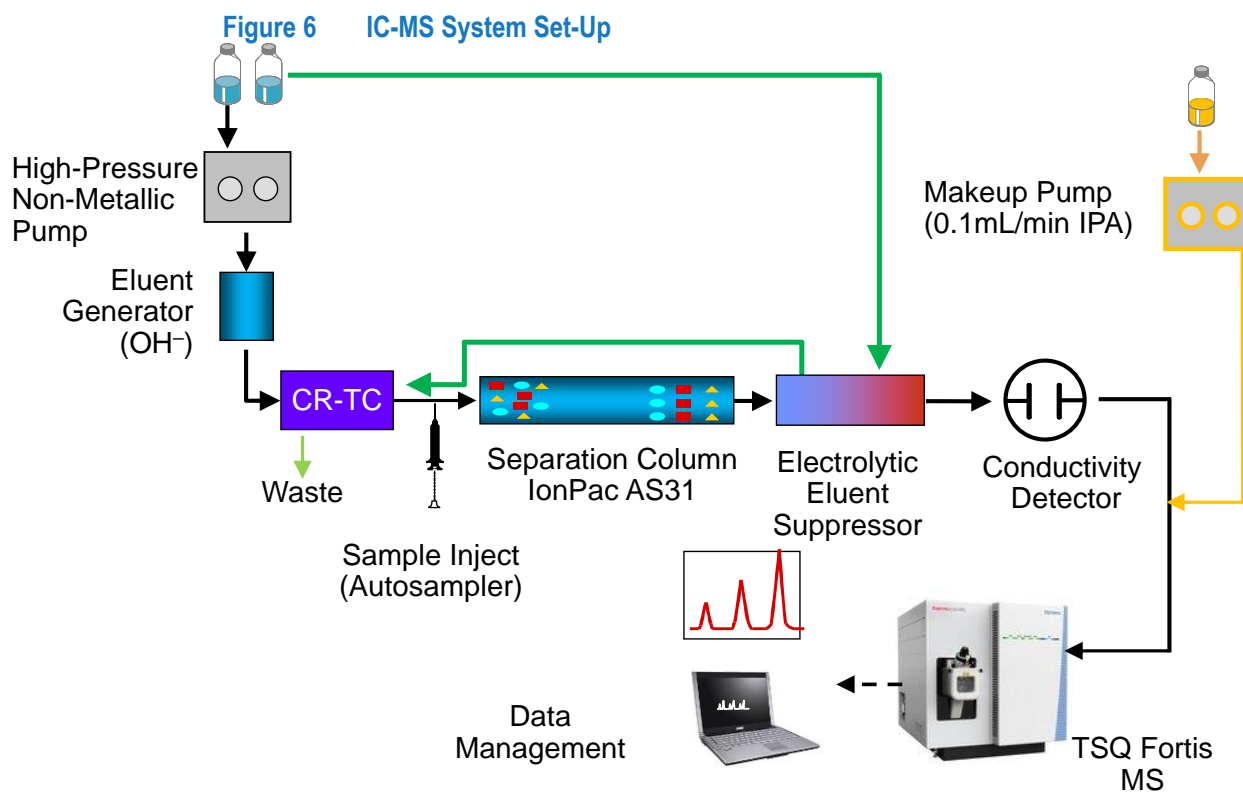 Figure 6 IC-MS System Set-Up
High-Pressure
Non-Metallic
Pump
Makeup Pump
(0.1mL/min IPA)
Eluent
Generator
(OH⁻)
CR-TC
Waste
Separation Column
IonPac AS31
Electrolytic
Eluent
Suppressor
Conductivity
Detector
Sample Inject
(Autosampler)
Data
Management
TSQ Fortis
MS